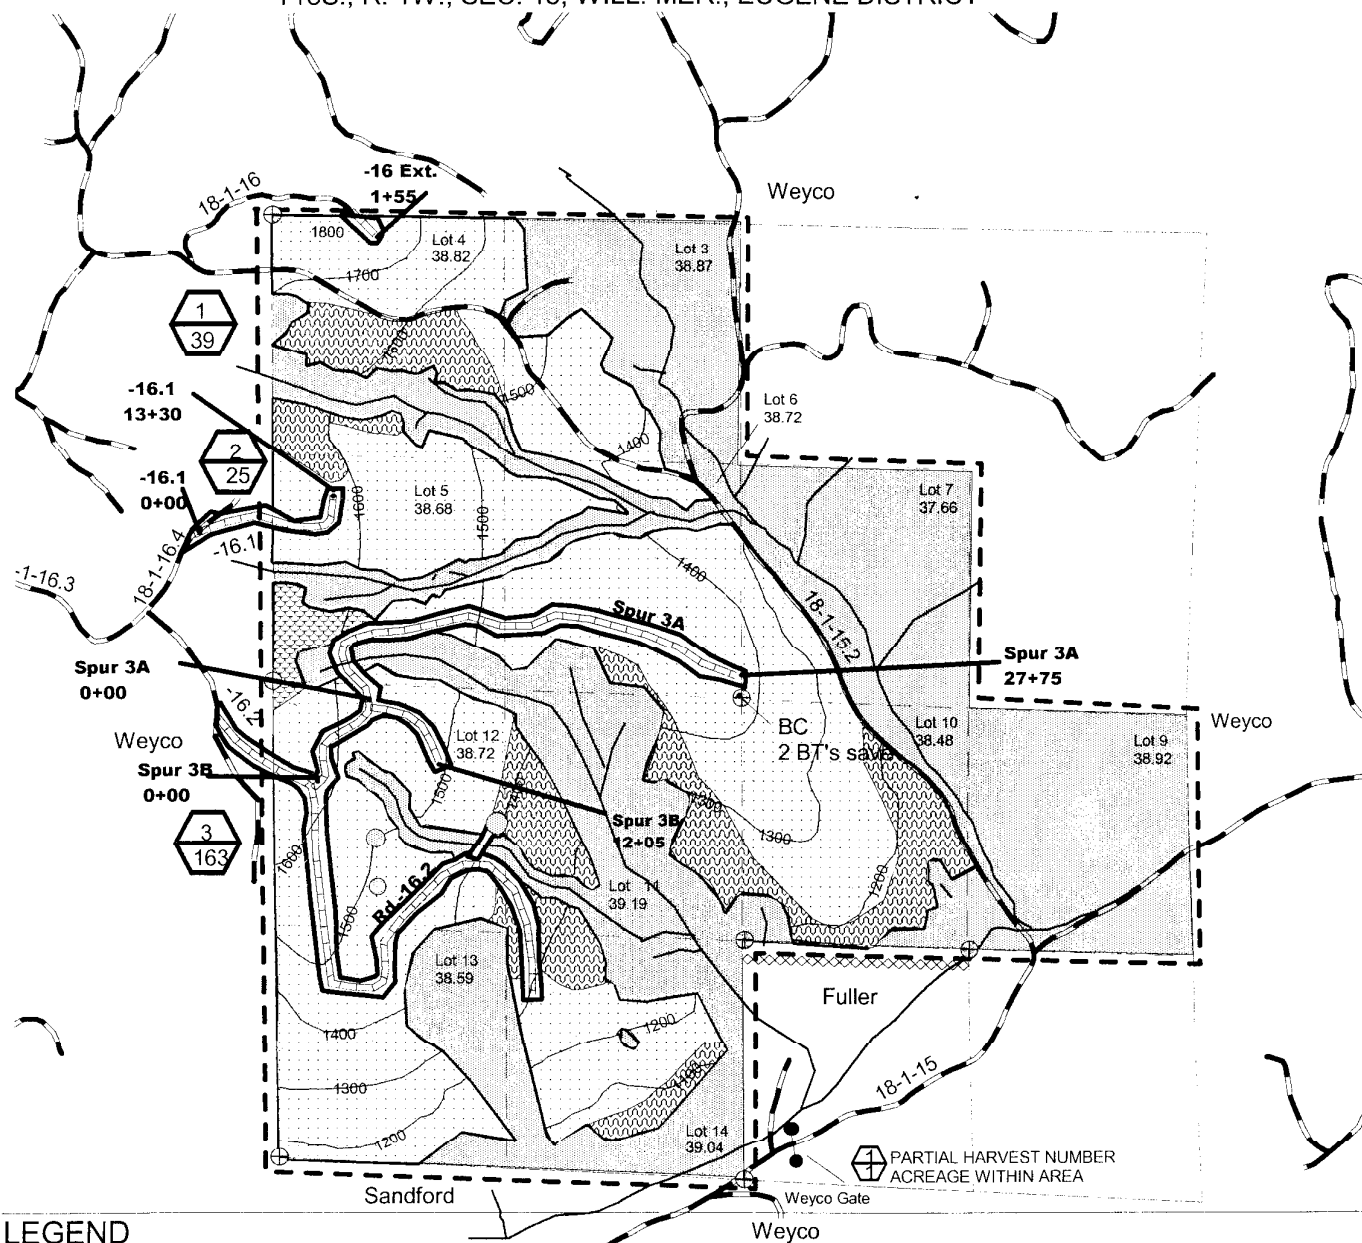 -16 Ext.
1+55
18-1-16
Weyco
1800
Lot 4
38.82
Lot 3
38.87
1700
1
39
1500
1500
-16.1
13+30
Lot 6
38.72
1400
2
25
-16.1
0+00
Lot 5
38.68
1600
1500
Lot 7
37.66
-16.1
18-1-16.4
-1-16.3
1400
18-1-15.2
Spur 3A
Spur 3A
0+00
Spur 3A
27+75
-16.2
Weyco
Lot 12
38.72
BC
2 BT's save
Lot 10
38.48
Weyco
Lot 9
38.92
Spur 3B
0+00
1500
1400
1300
1300
Spur 3B
12+05
3
163
1600
Rd -16.2
1200
Lot 11
39.19
1500
Lot 13
38.59
Fuller
1400
1200
1300
1100
18-1-15
1200
Lot 14
39.04
1
1
PARTIAL HARVEST NUMBER
ACREAGE WITHIN AREA
Sandford
Weyco Gate
LEGEND
Weyco